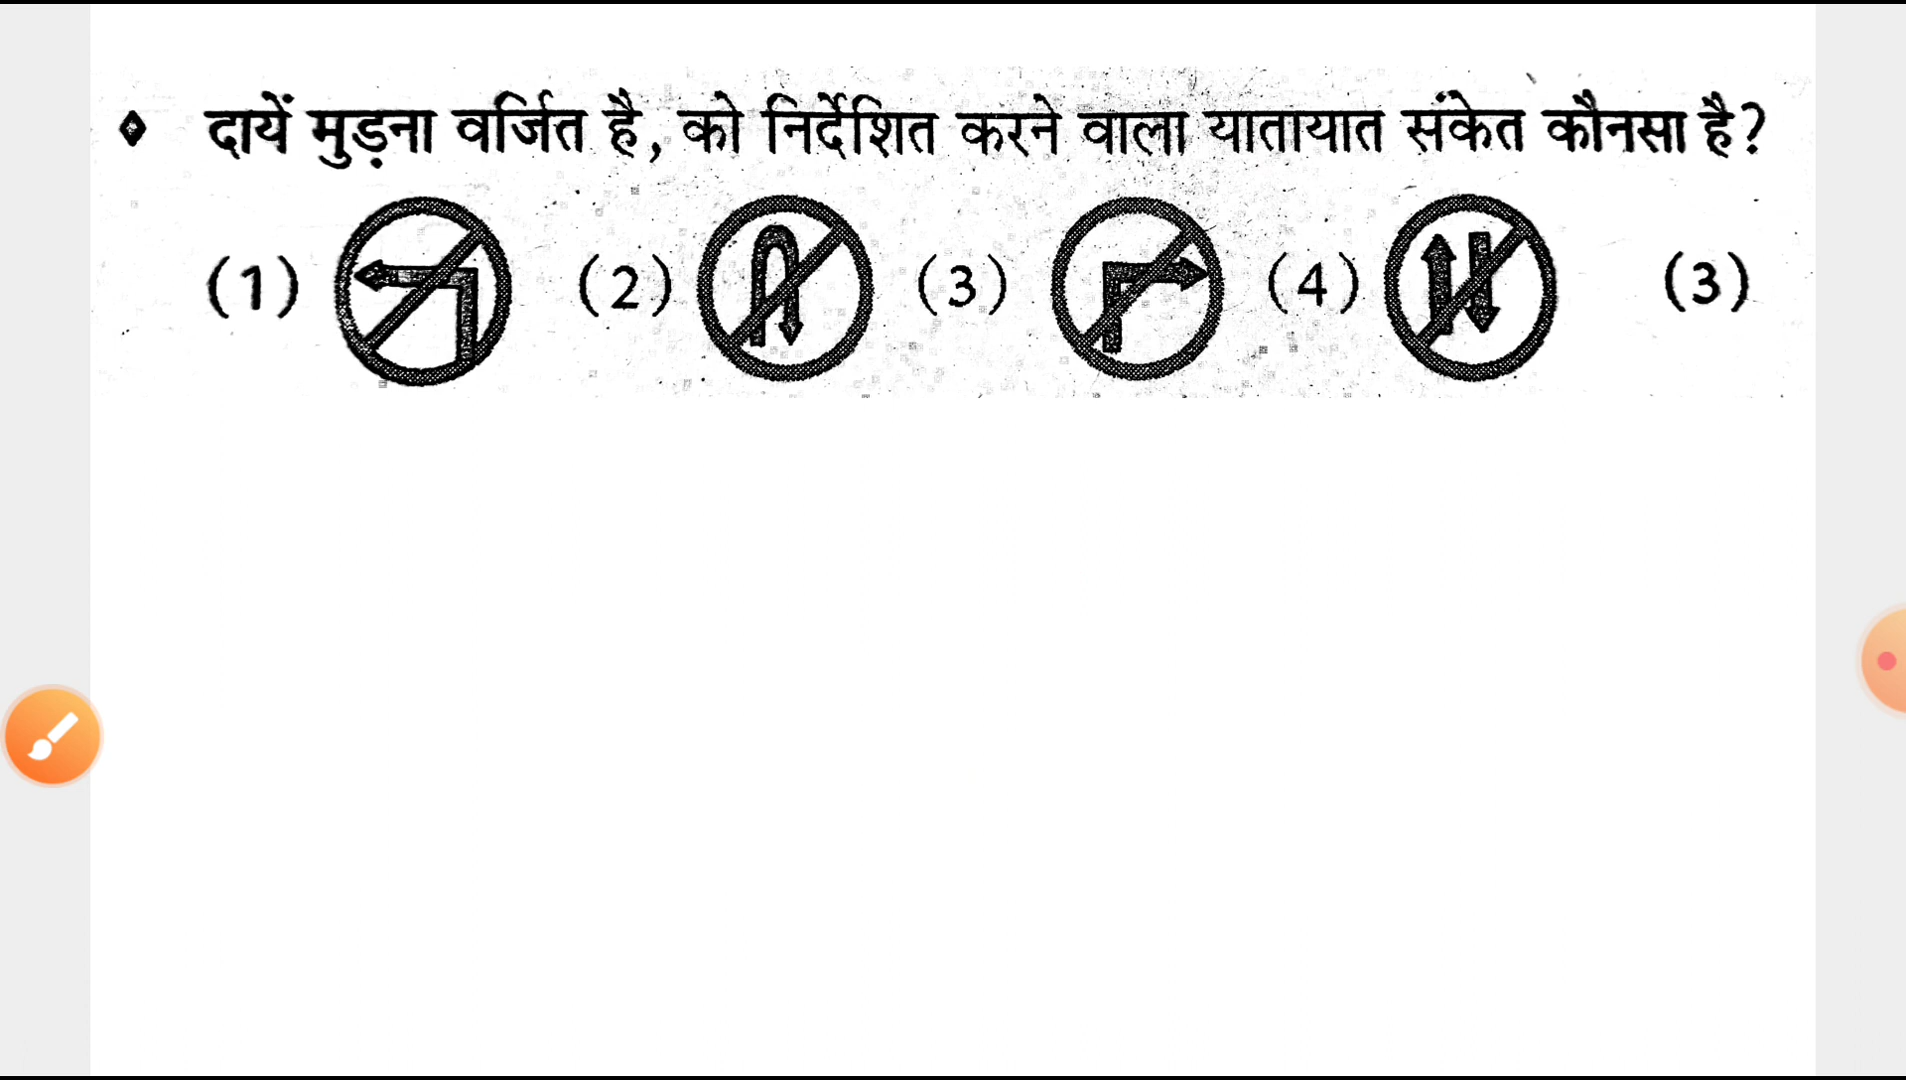 दायें मुड़ना वर्जित है, को निर्देशित करने वाला यातायात संकेत कौनसा है?
(1) (2) (3) (4) (3)